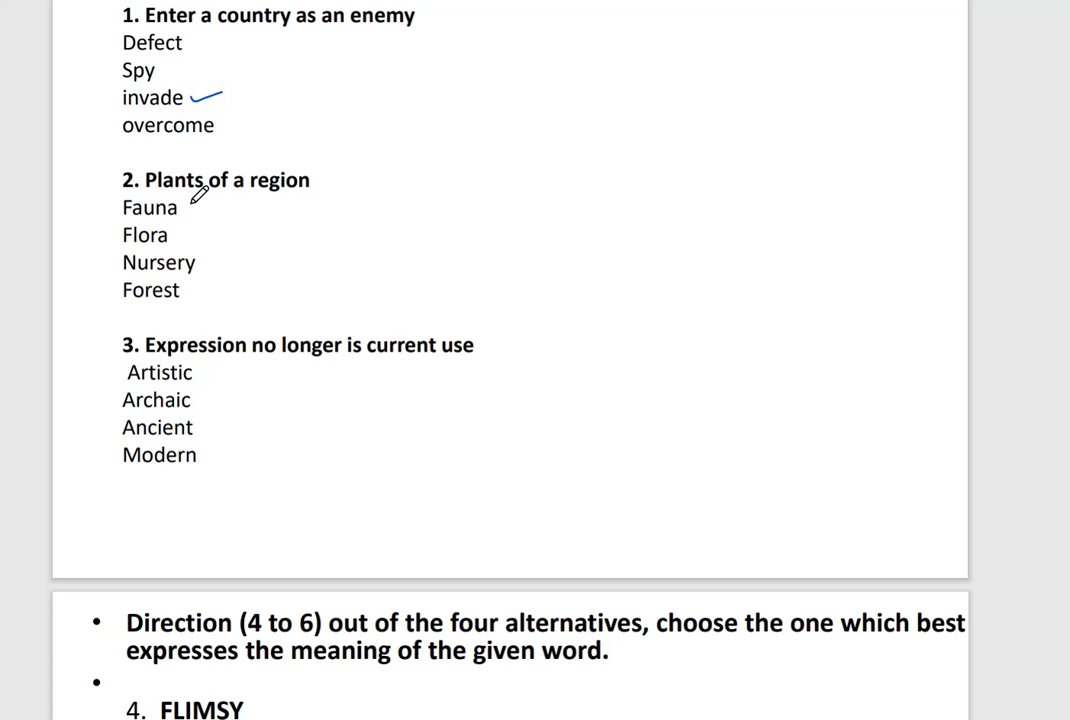 1. Enter a country as an enemy
Defect
Spy
invade
overcome
2. Plants of a region
Fauna
Flora
Nursery
Forest
3. Expression no longer is current use
Artistic
Archaic
Ancient
Modern
• Direction (4 to 6) out of the four alternatives, choose the one which best
expresses the meaning of the given word.
•
4. FLIMSY